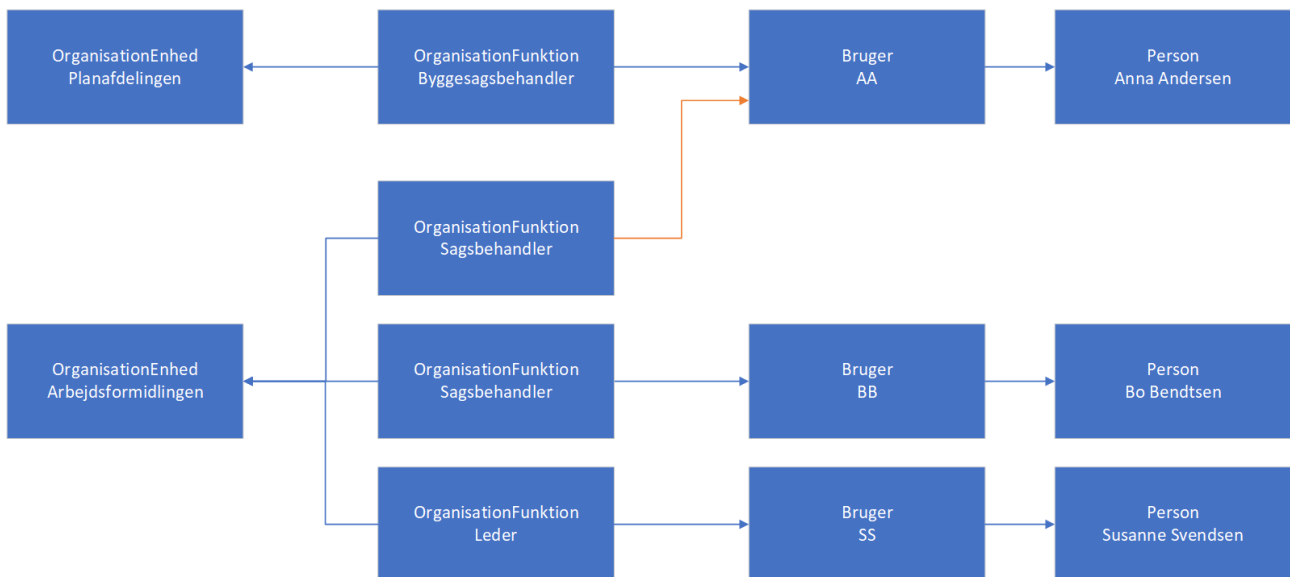 OrganisationEnhed
Planafdelingen
OrganisationFunktion
Byggesagsbehandler
Bruger
AA
Person
Anna Andersen
OrganisationFunktion
Sagsbehandler
OrganisationEnhed
Arbejdsformidlingen
OrganisationFunktion
Sagsbehandler
Bruger
BB
Person
Bo Bendtsen
OrganisationFunktion
Leder
Bruger
SS
Person
Susanne Svendsen